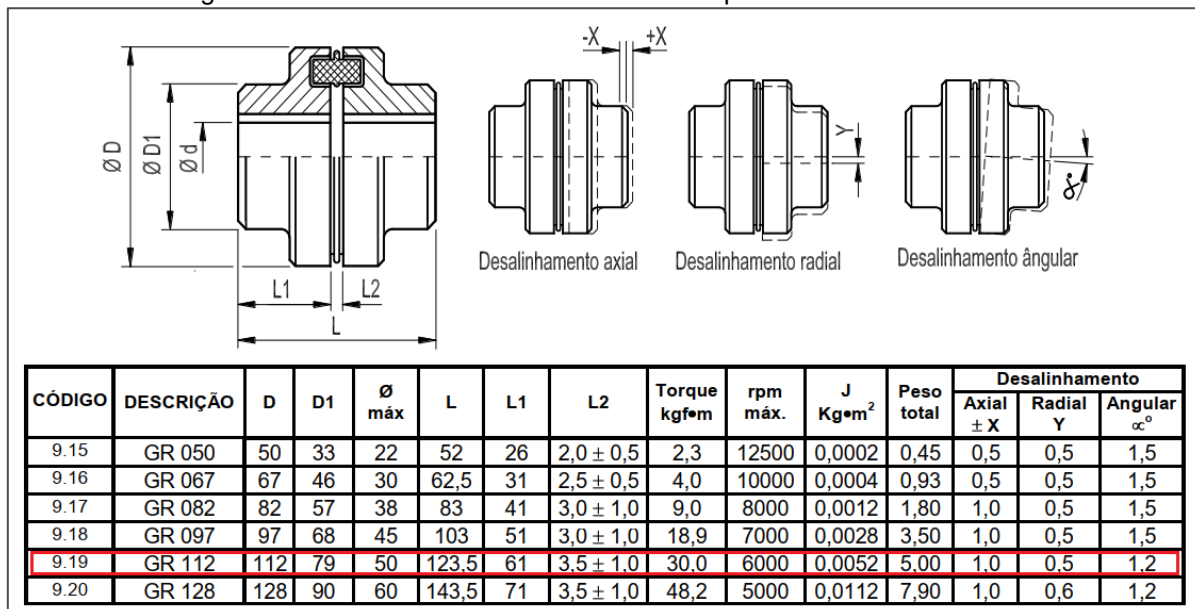 -X +X
Ø D
Ø D1
Ø d
Y
α°
Desalinhamento axial
Desalinhamento radial
Desalinhamento ângular
L1 L2
L
CÓDIGO DESCRIÇÃO D D1 Ø máx L L1 L2 Torque kgf•m rpm máx. J Kg•m² Peso total Desalinhamento
Axial ± X Radial Y Angular ∝°
9.15 GR 050 50 33 22 52 26 2,0 ± 0,5 2,3 12500 0,0002 0,45 0,5 0,5 1,5
9.16 GR 067 67 46 30 62,5 31 2,5 ± 0,5 4,0 10000 0,0004 0,93 0,5 0,5 1,5
9.17 GR 082 82 57 38 83 41 3,0 ± 1,0 9,0 8000 0,0012 1,80 1,0 0,5 1,5
9.18 GR 097 97 68 45 103 51 3,0 ± 1,0 18,9 7000 0,0028 3,50 1,0 0,5 1,5
9.19 GR 112 112 79 50 123,5 61 3,5 ± 1,0 30,0 6000 0,0052 5,00 1,0 0,5 1,2
9.20 GR 128 128 90 60 143,5 71 3,5 ± 1,0 48,2 5000 0,0112 7,90 1,0 0,6 1,2